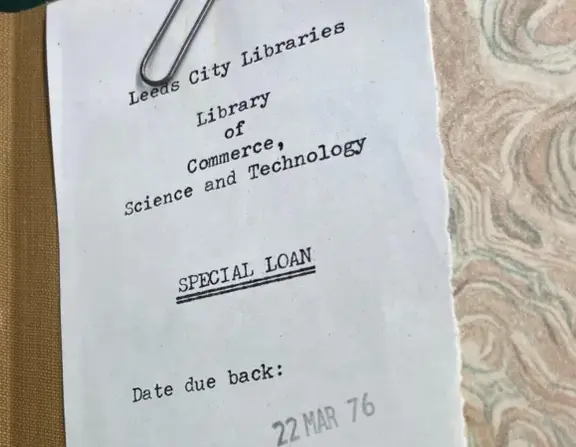 Leeds City Libraries
Library
of
Commerce,
Science and Technology
SPECIAL LOAN
Date due back:
22 MAR 76